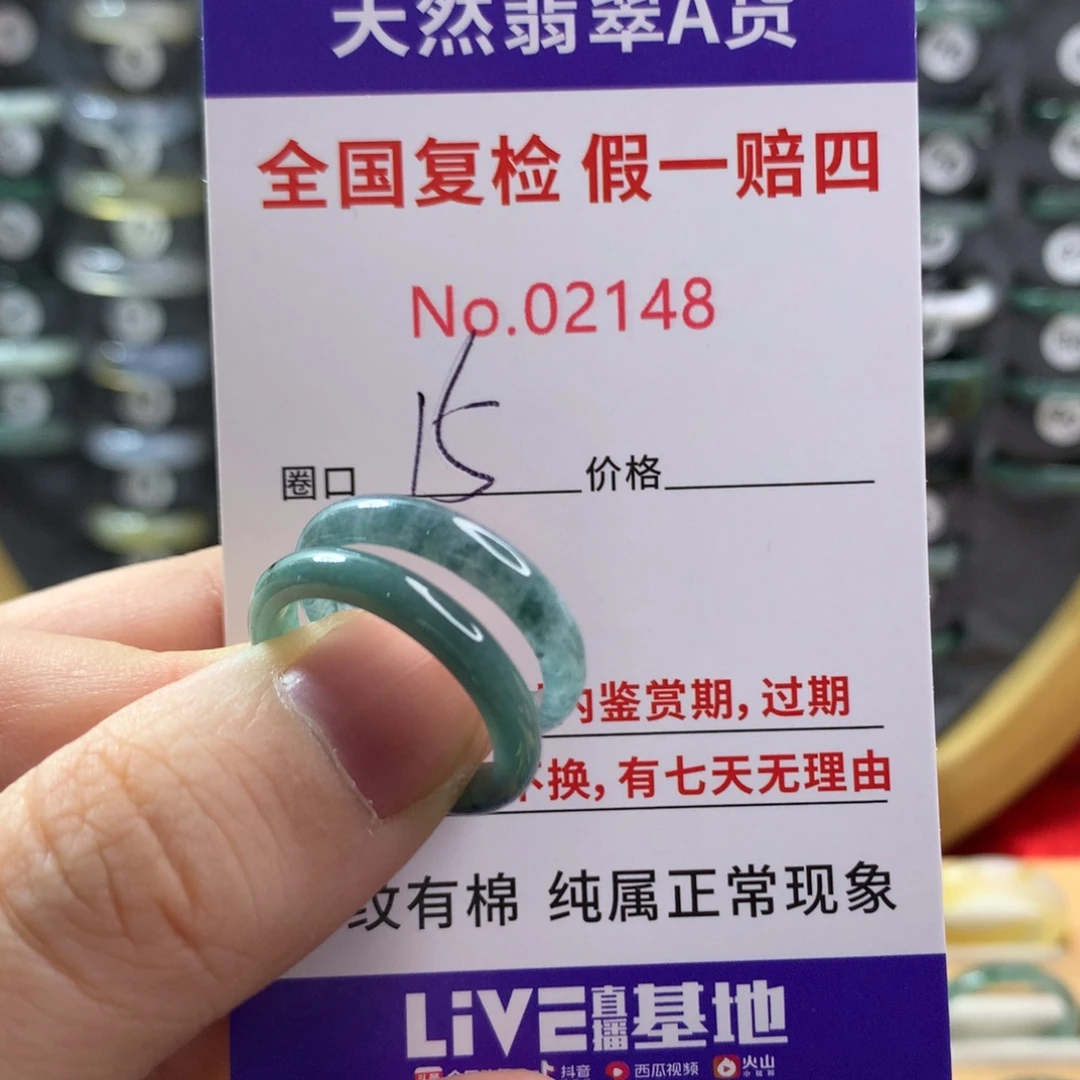 天然翡翠A货
全国复检 假一赔四
No.02148
圈口 15 价格
内鉴赏期，过期
不换，有七天无理由
纹有棉 纯属正常现象
LiVE直播基地
抖音 西瓜视频 火山